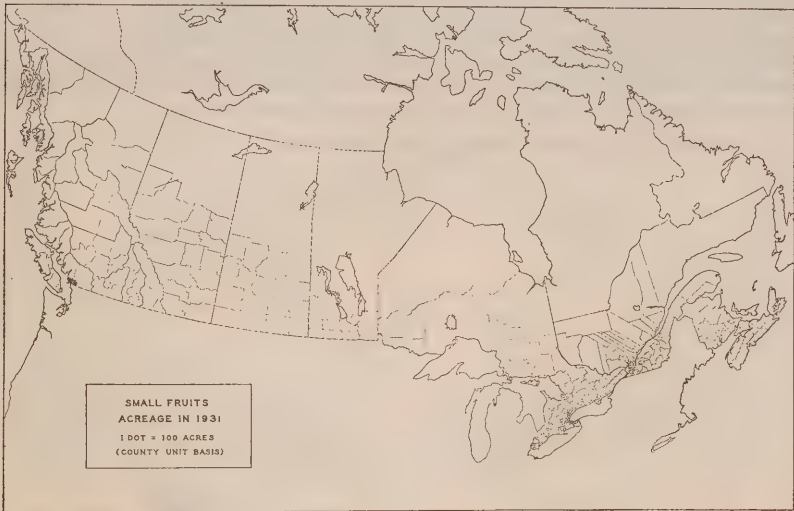 SMALL FRUITS
ACREAGE IN 1931
1 DOT = 100 ACRES
(COUNTY UNIT BASIS)